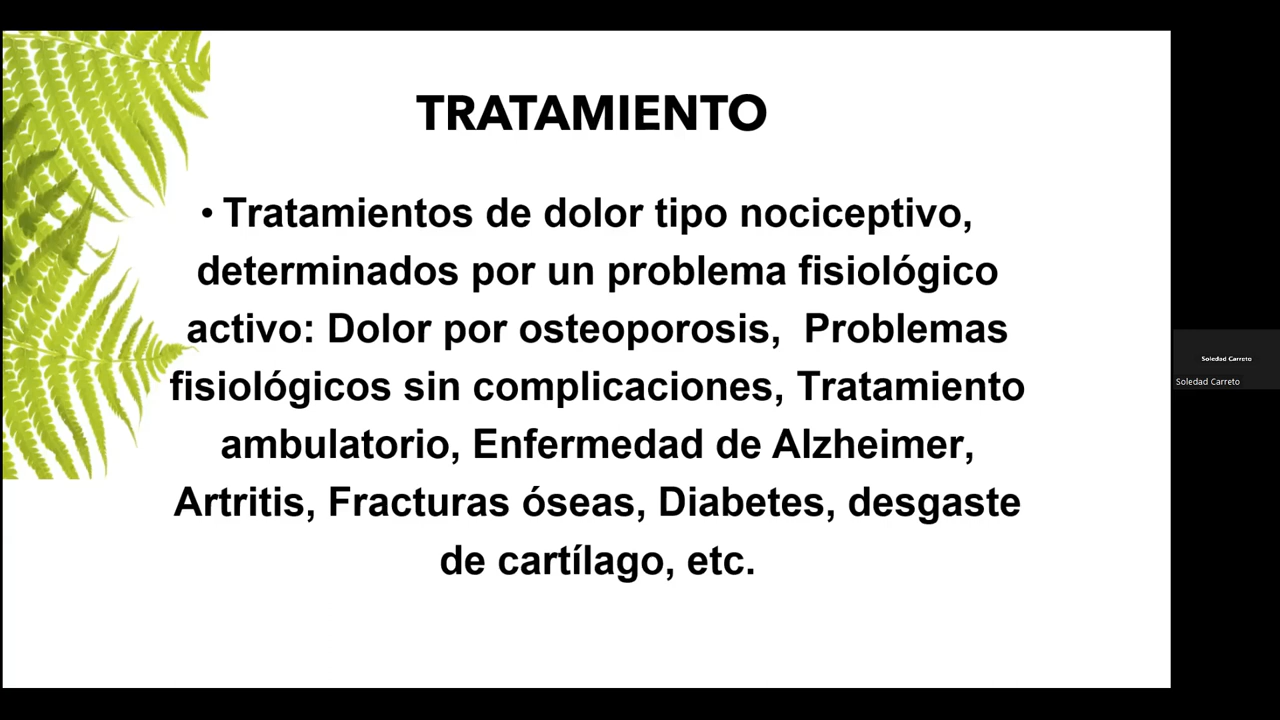 TRATAMIENTO
• Tratamientos de dolor tipo nociceptivo,
determinados por un problema fisiológico
activo: Dolor por osteoporosis,  Problemas
fisiológicos sin complicaciones, Tratamiento
ambulatorio, Enfermedad de Alzheimer,
Artritis, Fracturas óseas, Diabetes, desgaste
de cartílago, etc.
Soledad Carreto
Soledad Carreto